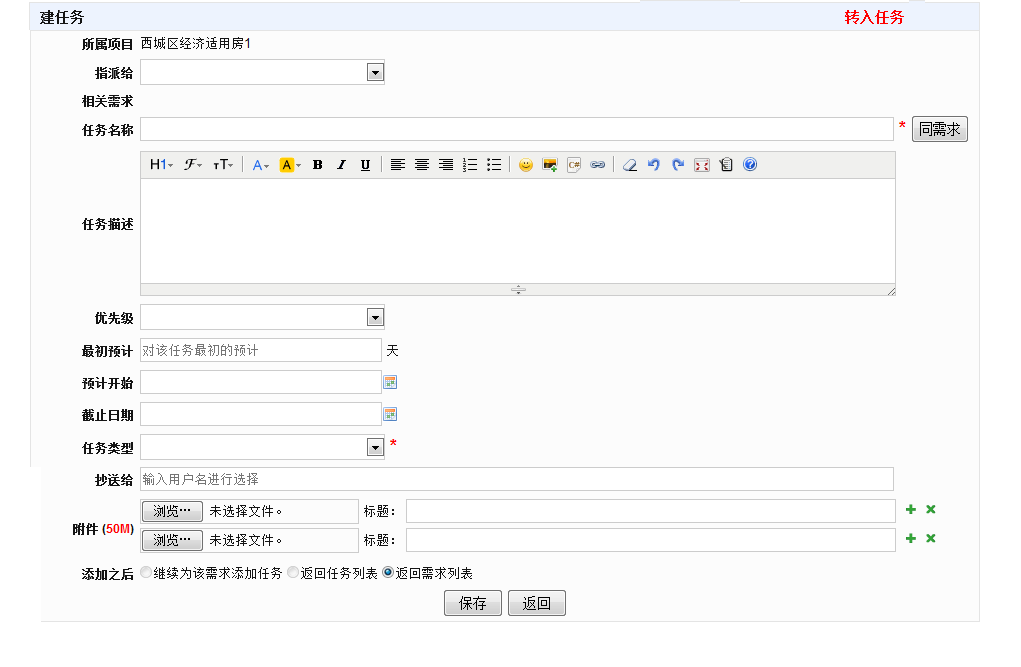 建任务 转入任务
所属项目 西城区经济适用房1
指派给
相关需求
任务名称 * 同需求
H1 ℱ тT A A B I U C#
任务描述
优先级
最初预计 对该任务最初的预计 天
预计开始
截止日期
任务类型 *
抄送给 输入用户名进行选择
附件 (50M) 浏览… 未选择文件。 标题：
浏览… 未选择文件。 标题：
添加之后 继续为该需求添加任务 返回任务列表 返回需求列表
保存 返回